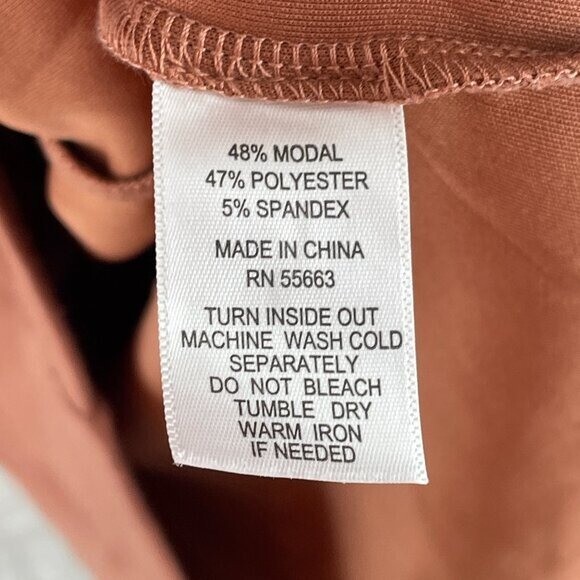 48% MODAL
47% POLYESTER
5% SPANDEX
MADE IN CHINA
RN 55663
TURN INSIDE OUT
MACHINE WASH COLD
SEPARATELY
DO NOT BLEACH
TUMBLE DRY
WARM IRON
IF NEEDED